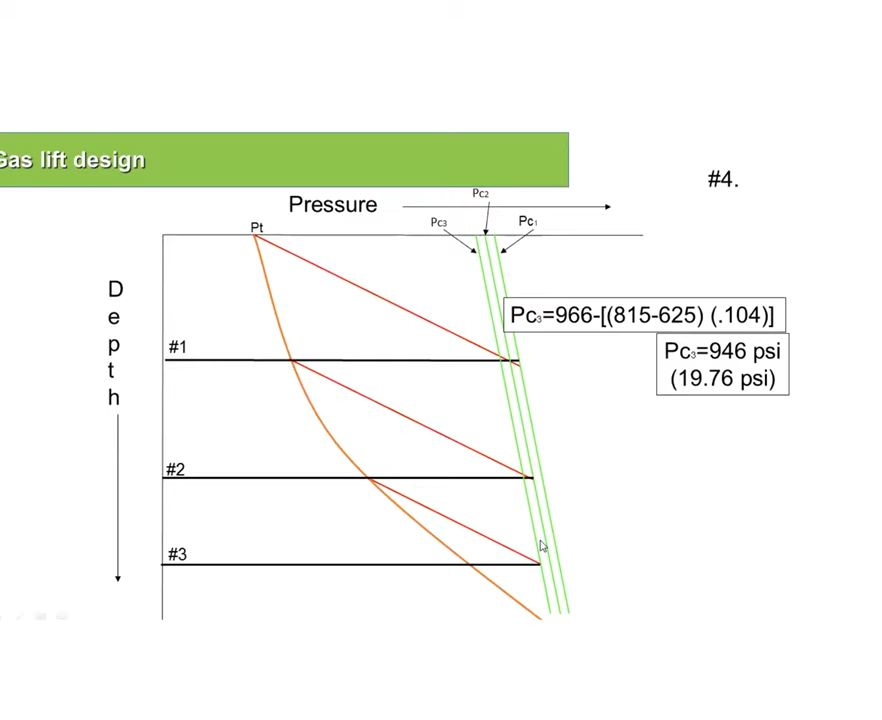 Gas lift design
#4.
Pressure
Pc2
Pc3
Pc1
Pt
D
e
p
t
h
Pc3=966-[(815-625) (.104)]
Pc3=946 psi
(19.76 psi)
#1
#2
#3